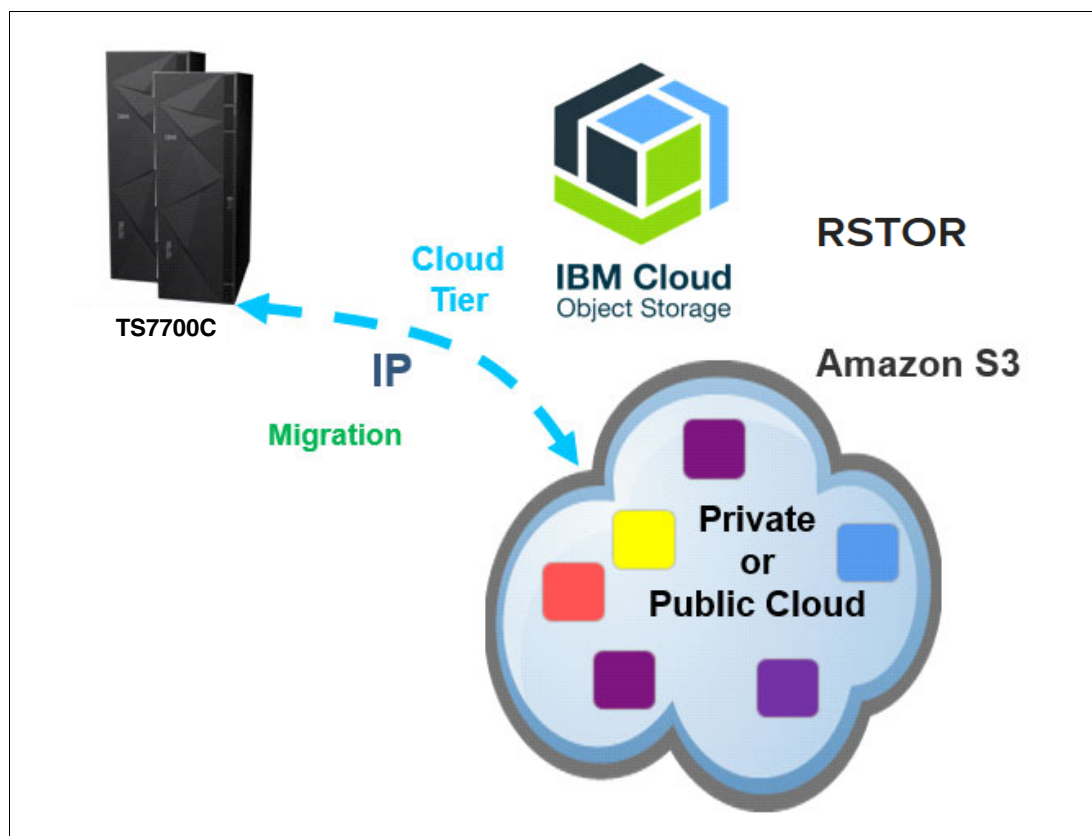 TS7700C
Cloud
Tier
IP
Migration
IBM Cloud
Object Storage
RSTOR
Amazon S3
Private
or
Public Cloud